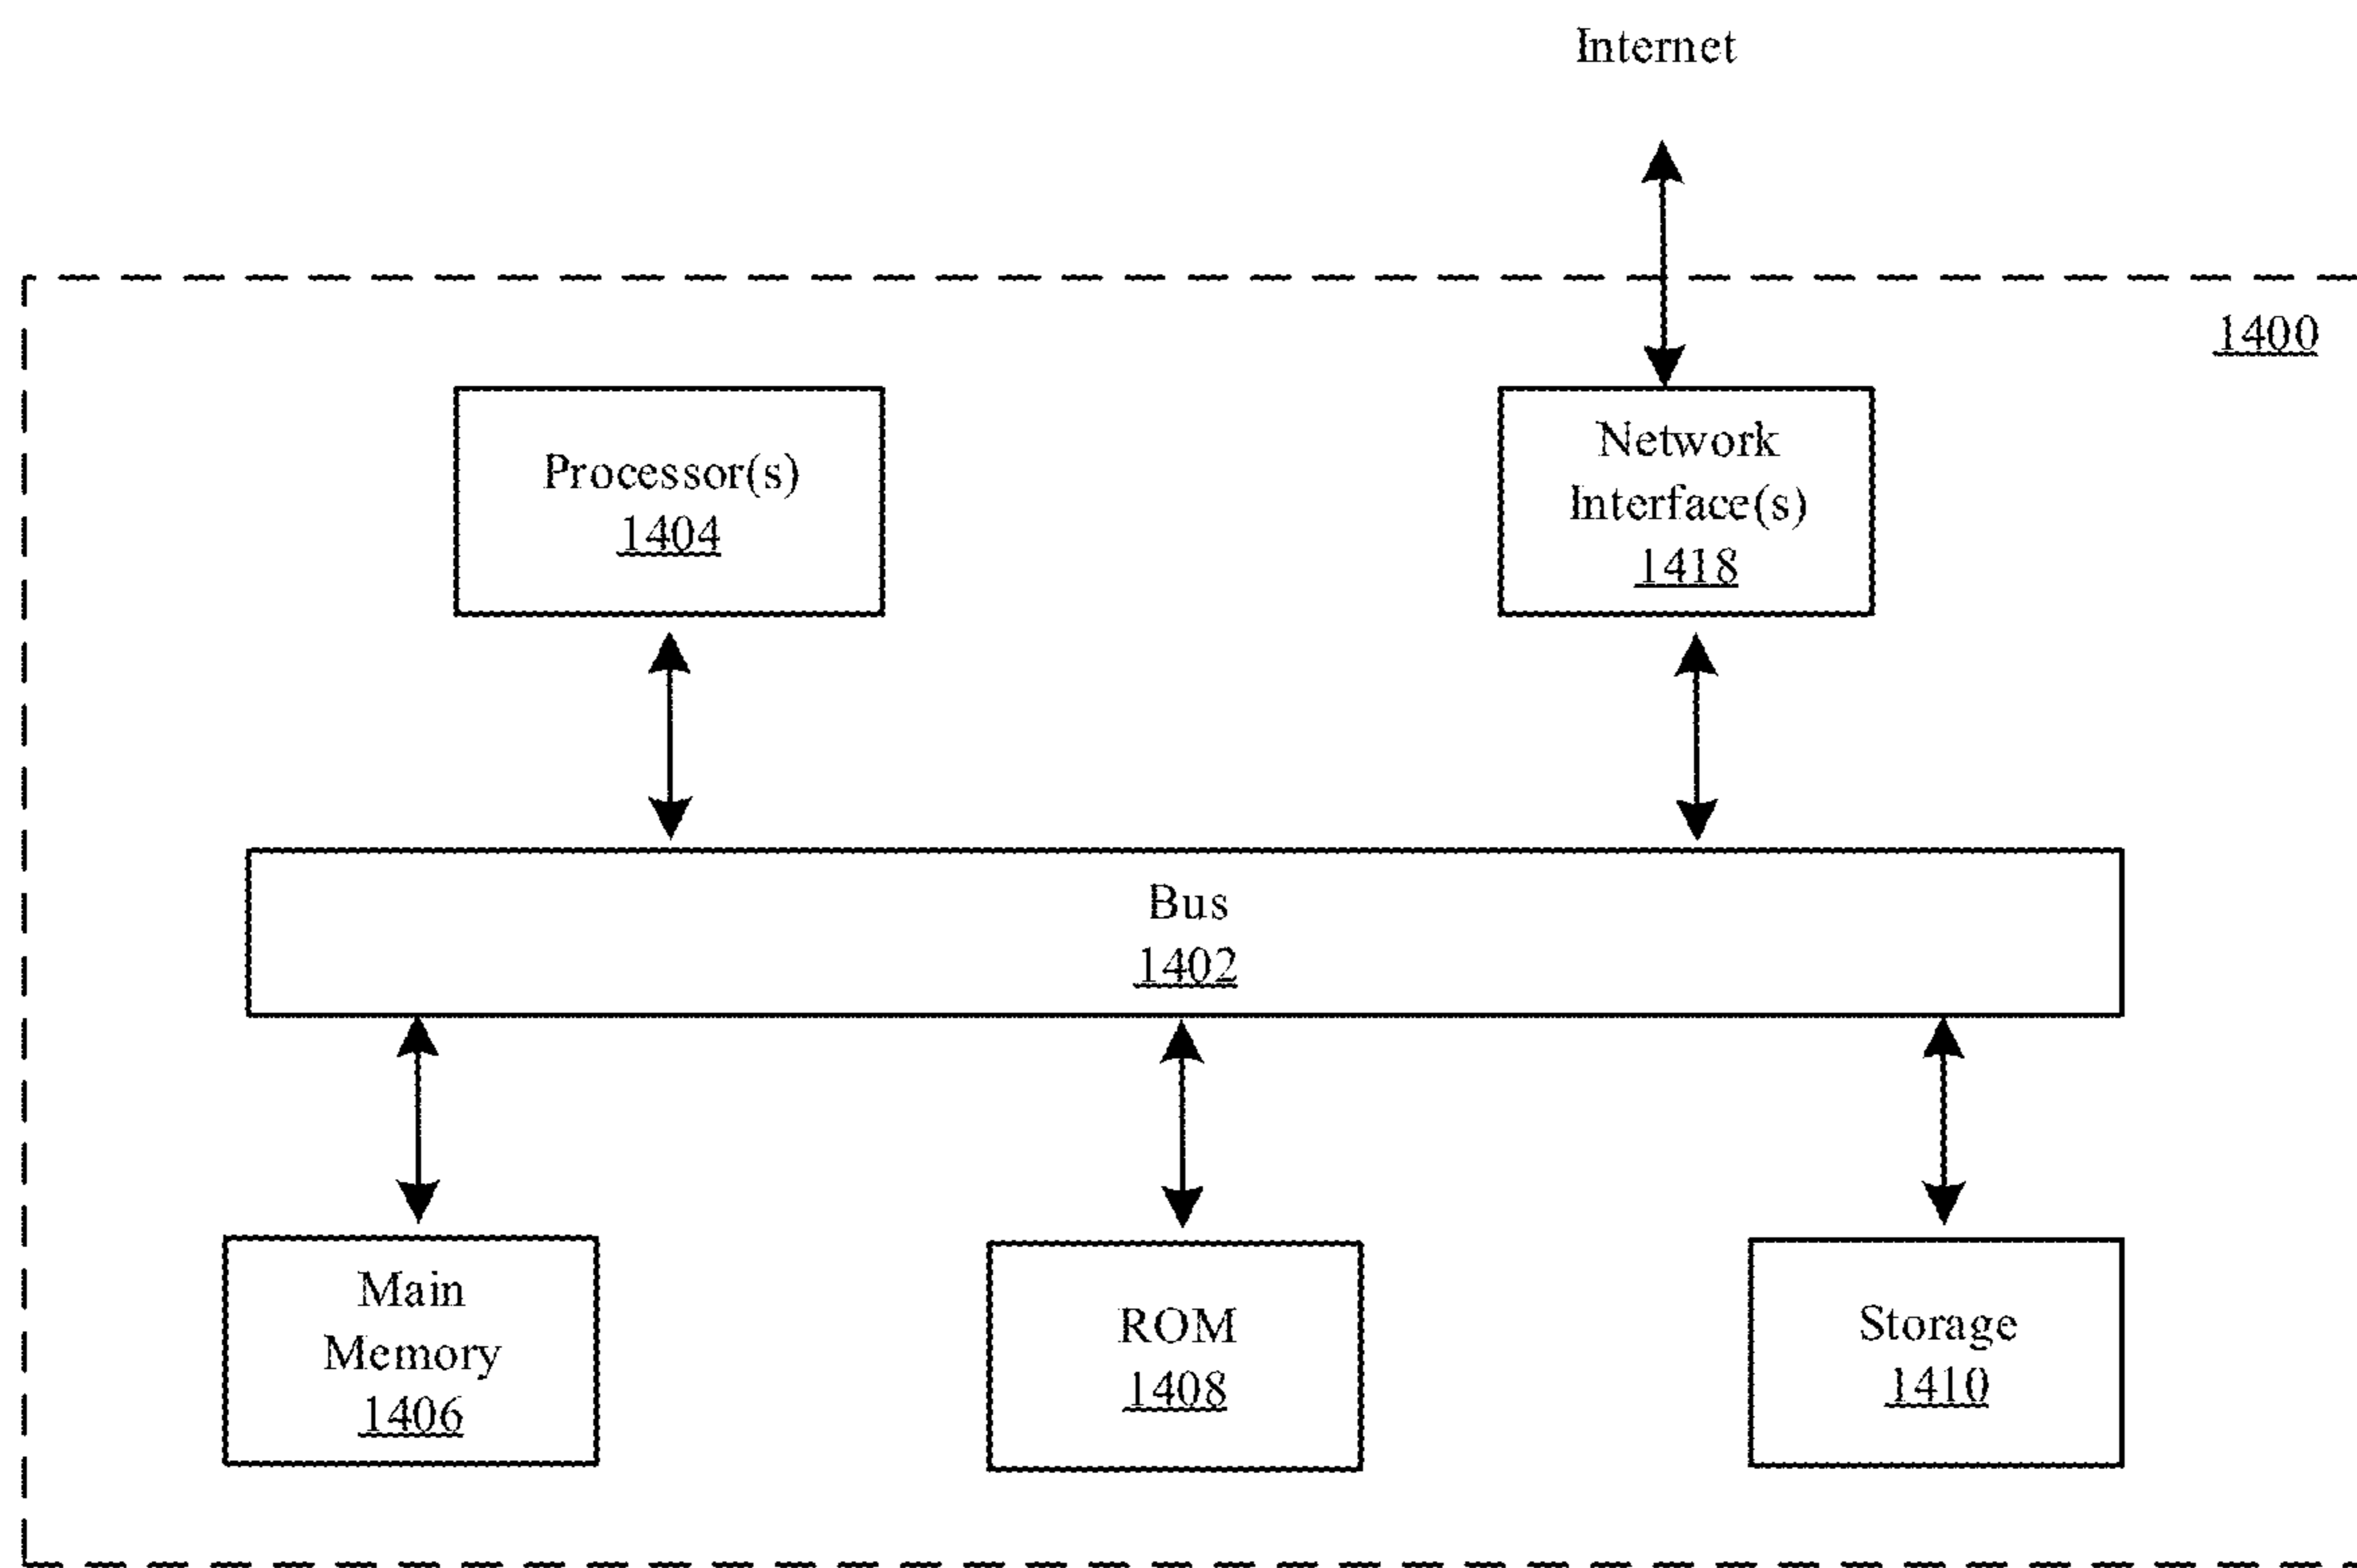 Internet
1400
Processor(s)
1404
Network
Interface(s)
1418
Bus
1402
Main
Memory
1406
ROM
1408
Storage
1410